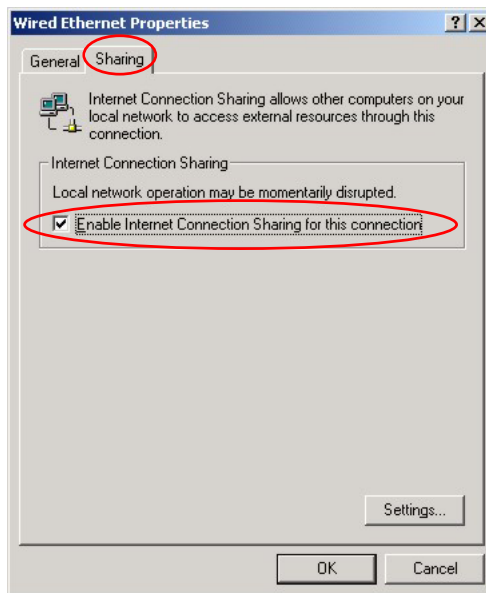 Wired Ethernet Properties
General Sharing
Internet Connection Sharing allows other computers on your
local network to access external resources through this
connection.
Internet Connection Sharing
Local network operation may be momentarily disrupted.
Enable Internet Connection Sharing for this connection
Settings...
OK Cancel